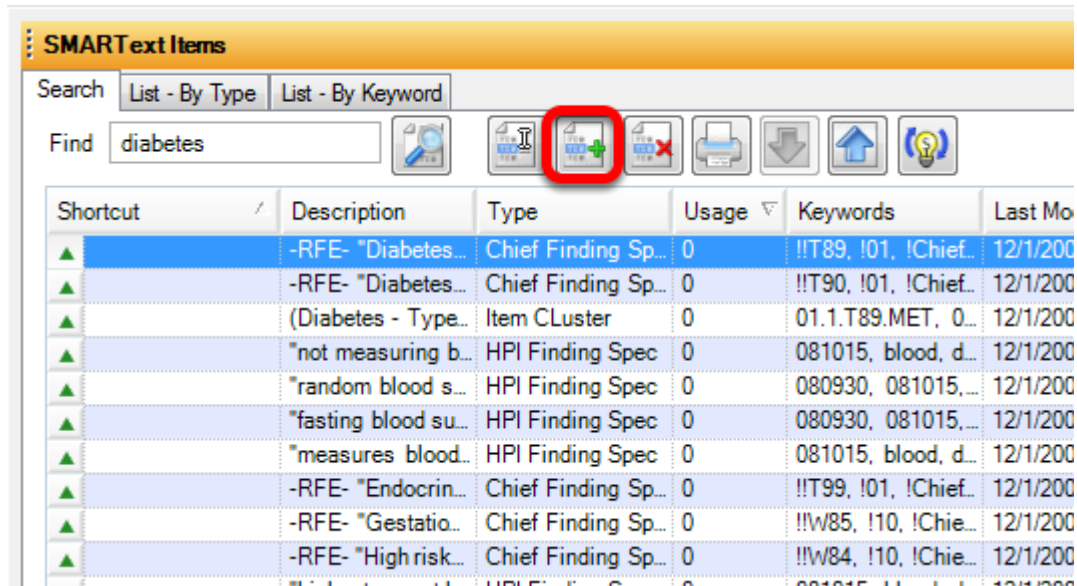 SMARText Items
Search List - By Type List - By Keyword
Find diabetes
Shortcut Description Type Usage Keywords Last Mo
-RFE- "Diabetes... Chief Finding Sp... 0 !!T89, !01, !Chief... 12/1/200
-RFE- "Diabetes... Chief Finding Sp... 0 !!T90, !01, !Chief... 12/1/200
(Diabetes - Type... Item CLuster 0 01.1.T89.MET, 0... 12/1/200
"not measuring b... HPI Finding Spec 0 081015, blood, d... 12/1/200
"random blood s... HPI Finding Spec 0 080930, 081015,... 12/1/200
"fasting blood su... HPI Finding Spec 0 080930, 081015,... 12/1/200
"measures blood... HPI Finding Spec 0 081015, blood, d... 12/1/200
-RFE- "Endocrin... Chief Finding Sp... 0 !!T99, !01, !Chief... 12/1/200
-RFE- "Gestatio... Chief Finding Sp... 0 !!W85, !10, !Chie... 12/1/200
-RFE- "High risk... Chief Finding Sp... 0 !!W84, !10, !Chie... 12/1/200